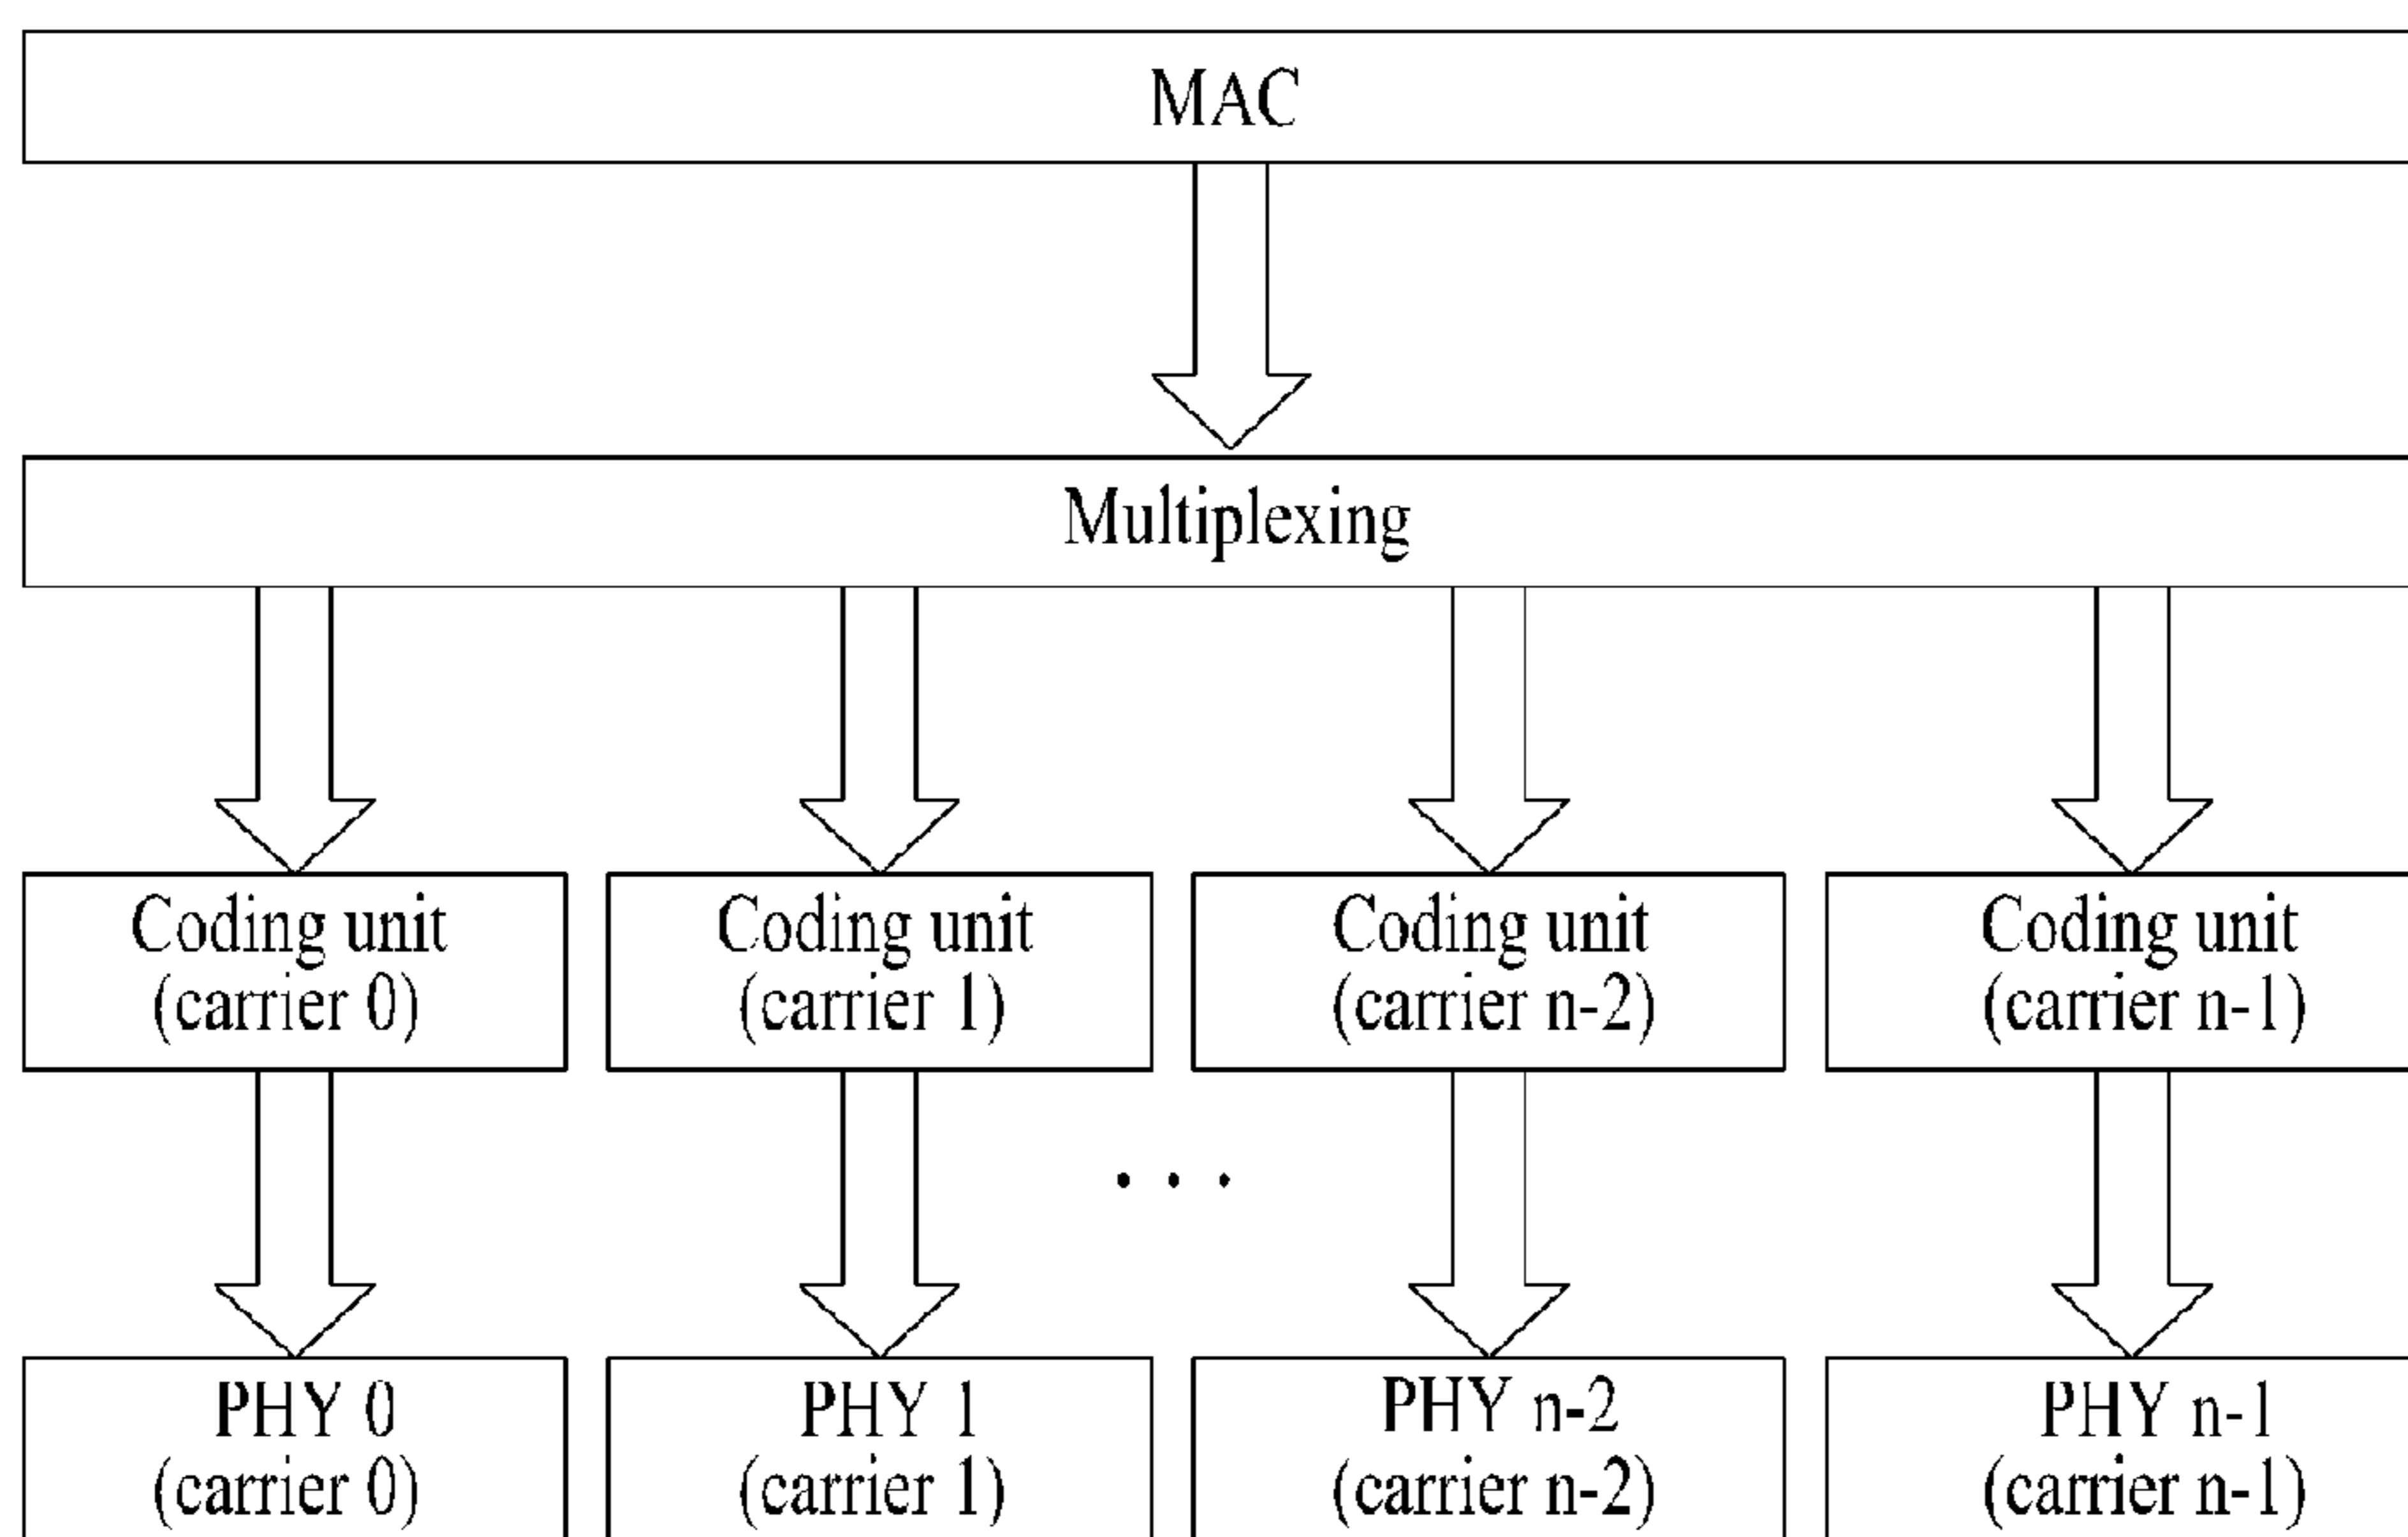 MAC
Multiplexing
Coding unit
(carrier 0)
Coding unit
(carrier 1)
Coding unit
(carrier n-2)
Coding unit
(carrier n-1)
. . .
PHY 0
(carrier 0)
PHY 1
(carrier 1)
PHY n-2
(carrier n-2)
PHY n-1
(carrier n-1)